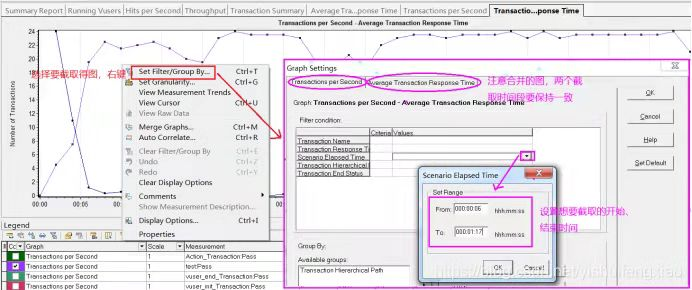 Summary Report
Running Vusers
Hits per Second
Throughput
Transaction Summary
Average Tra...ponse Time
Transactions per Second
Transactio...ponse Time
Transactions per Second - Average Transaction Response Time
24
22
20
18
16
14
12
10
8
6
4
2
0
Number of Transactions
00:00
00:05
00:10
选择要截取得图，右键
Set Filter/Group By... Ctrl+T
Set Granularity... Ctrl+G
View Measurement Trends
View Cursor Ctrl+U
View Raw Data
Merge Graphs... Ctrl+M
Auto Correlate... Ctrl+R
Clear Filter/Group By Ctrl+E
Undo Ctrl+Z
Redo Ctrl+Y
Clear Display Options
Comments
Show Measurement Description...
Display Options... Ctrl+I
Properties
Graph Settings
Transactions per Second
Average Transaction Response Time
注意合并的图，两个截
取时间段要保持一致
Graph: Transactions per Second - Average Transaction Response Time
Filter condition:
Criteria
Values
Transaction Name
Transaction Response Ti
Scenario Elapsed Time
Transaction Hierarchical
Transaction End Status
OK
Cancel
Help
Set Default
Scenario Elapsed Time
Set Range
From: 000:00:06 hhh:mm:ss
To: 000:01:17 hhh:mm:ss
OK
Cancel
设置想要截取的开始、
结束时间
Group By:
Available groups:
Transaction Hierarchical Path
Legend
Graph
Scale
Measurement
Transactions per Second 1 Action_Transaction:Pass
Transactions per Second 1 test:Pass
Transactions per Second 1 vuser_end_Transaction:Pass
Transactions per Second 1 vuser_init_Transaction:Pass